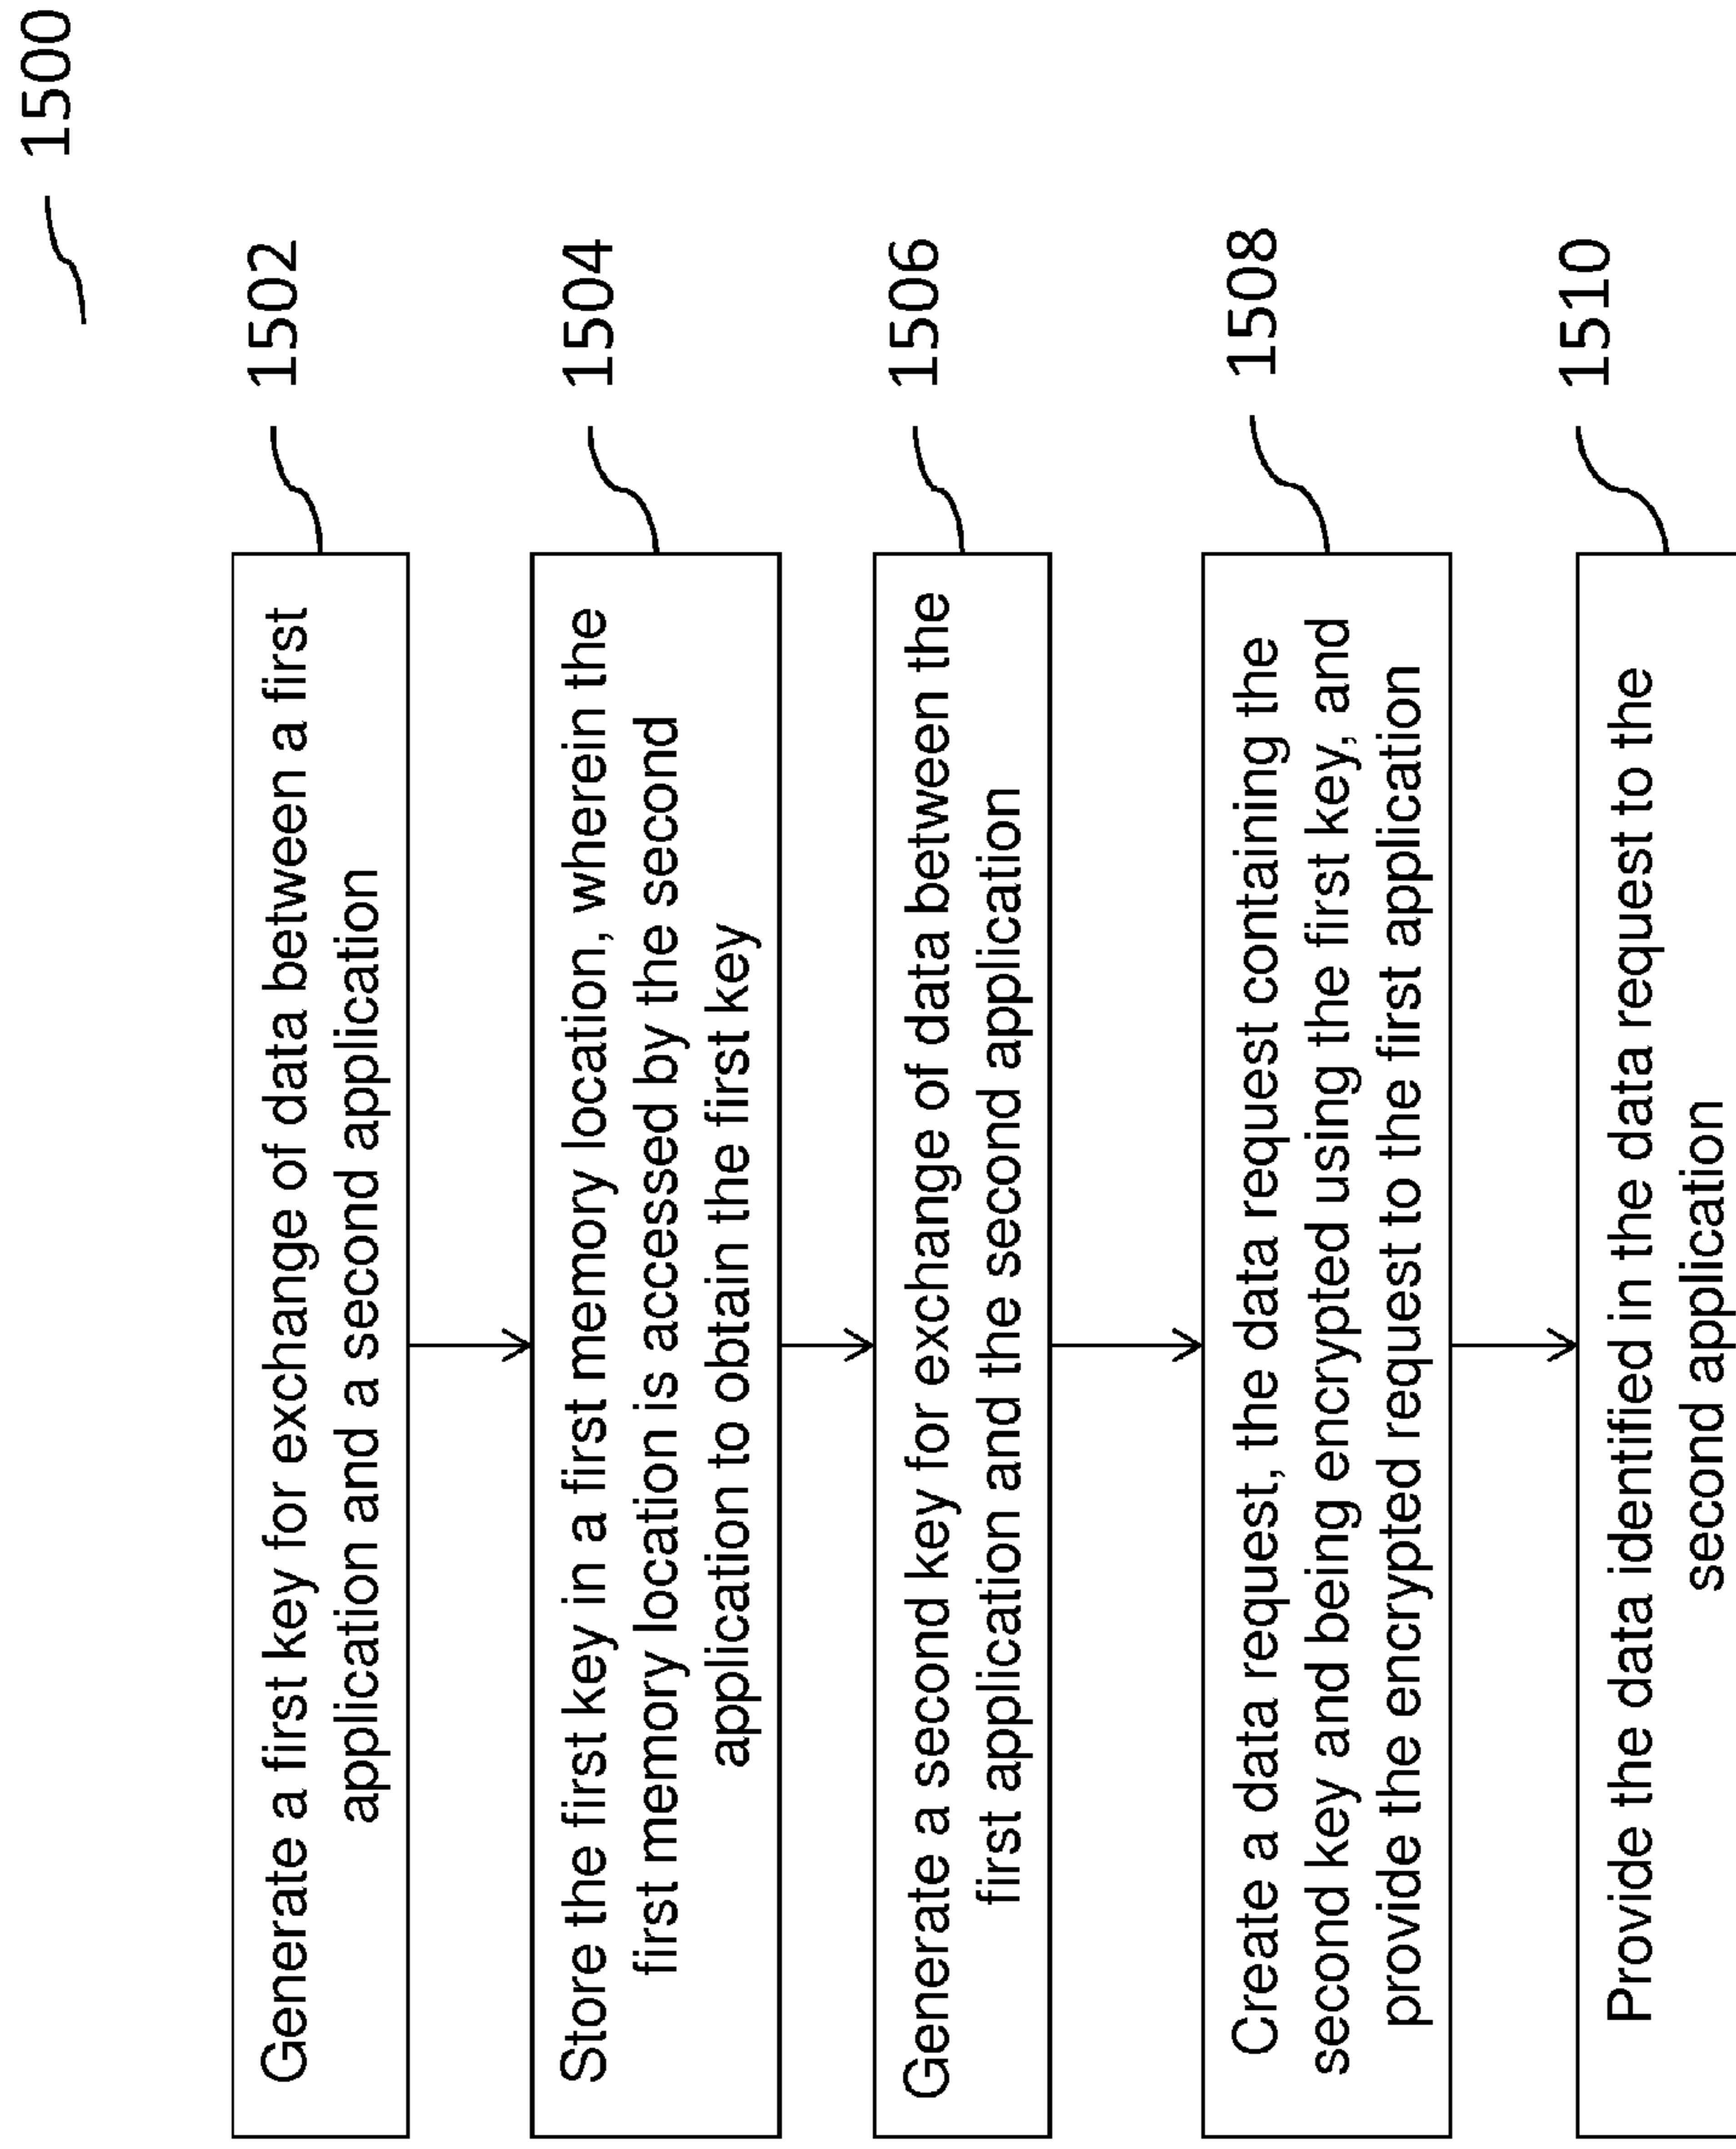 1500
Generate a first key for exchange of data between a first
application and a second application
1502
Store the first key in a first memory location, wherein the
first memory location is accessed by the second
application to obtain the first key
1504
Generate a second key for exchange of data between the
first application and the second application
1506
Create a data request, the data request containing the
second key and being encrypted using the first key, and
provide the encrypted request to the first application
1508
Provide the data identified in the data request to the
second application
1510